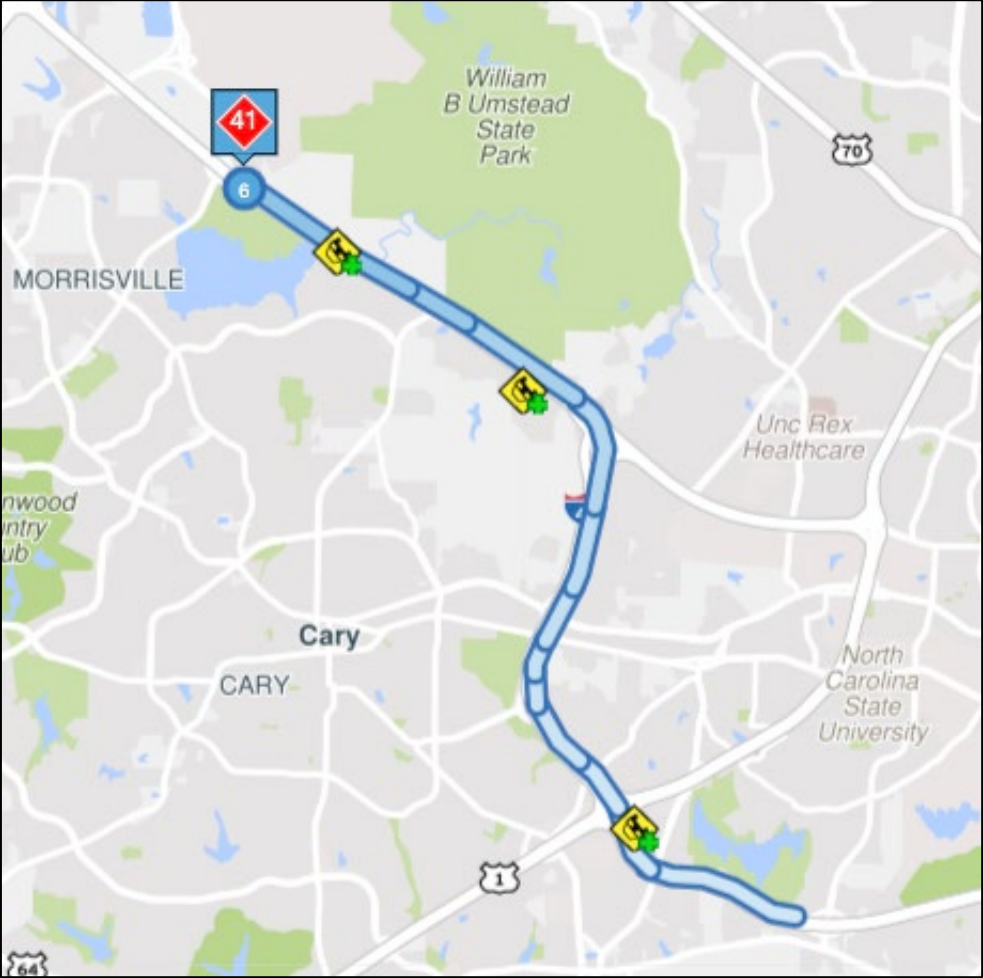 William
B Umstead
State
Park
41
70
6
MORRISVILLE
Unc Rex
Healthcare
nwood
ntry
ub
Cary
CARY
North
Carolina
State
University
1
64